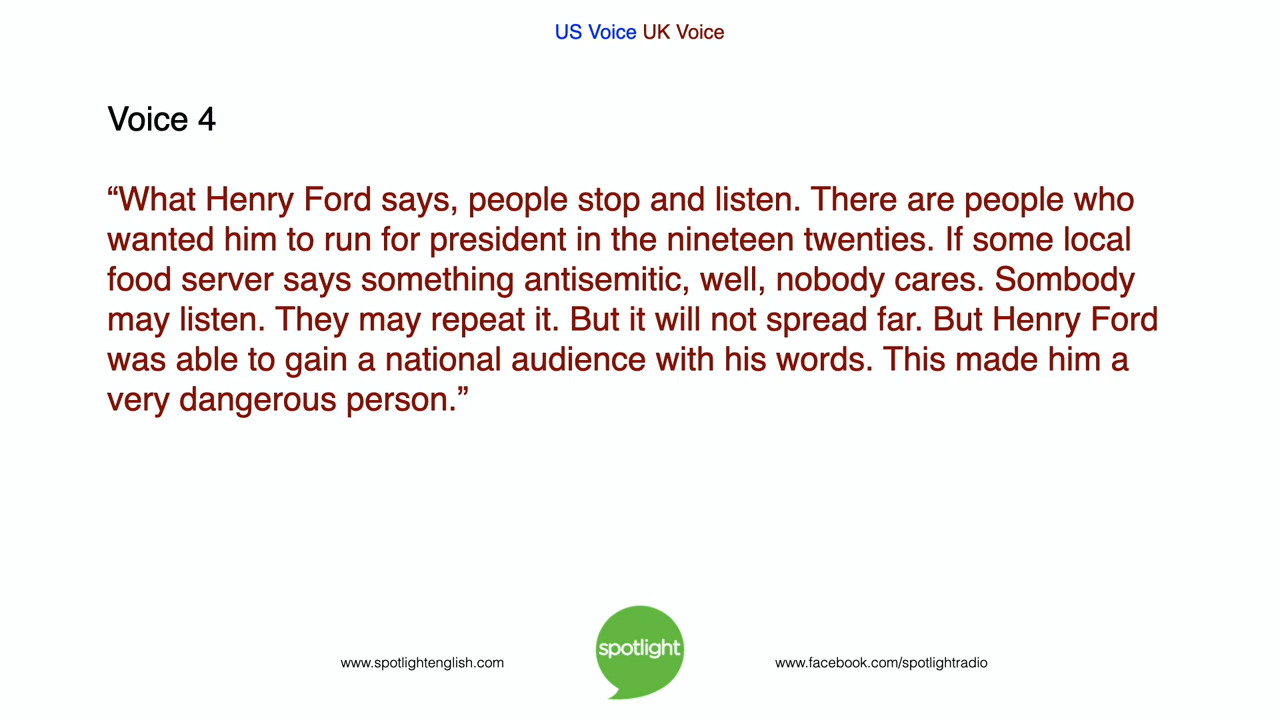 US Voice UK Voice
Voice 4
“What Henry Ford says, people stop and listen. There are people who
wanted him to run for president in the nineteen twenties. If some local
food server says something antisemitic, well, nobody cares. Sombody
may listen. They may repeat it. But it will not spread far. But Henry Ford
was able to gain a national audience with his words. This made him a
very dangerous person.”
www.spotlightenglish.com
spotlight
www.facebook.com/spotlightradio